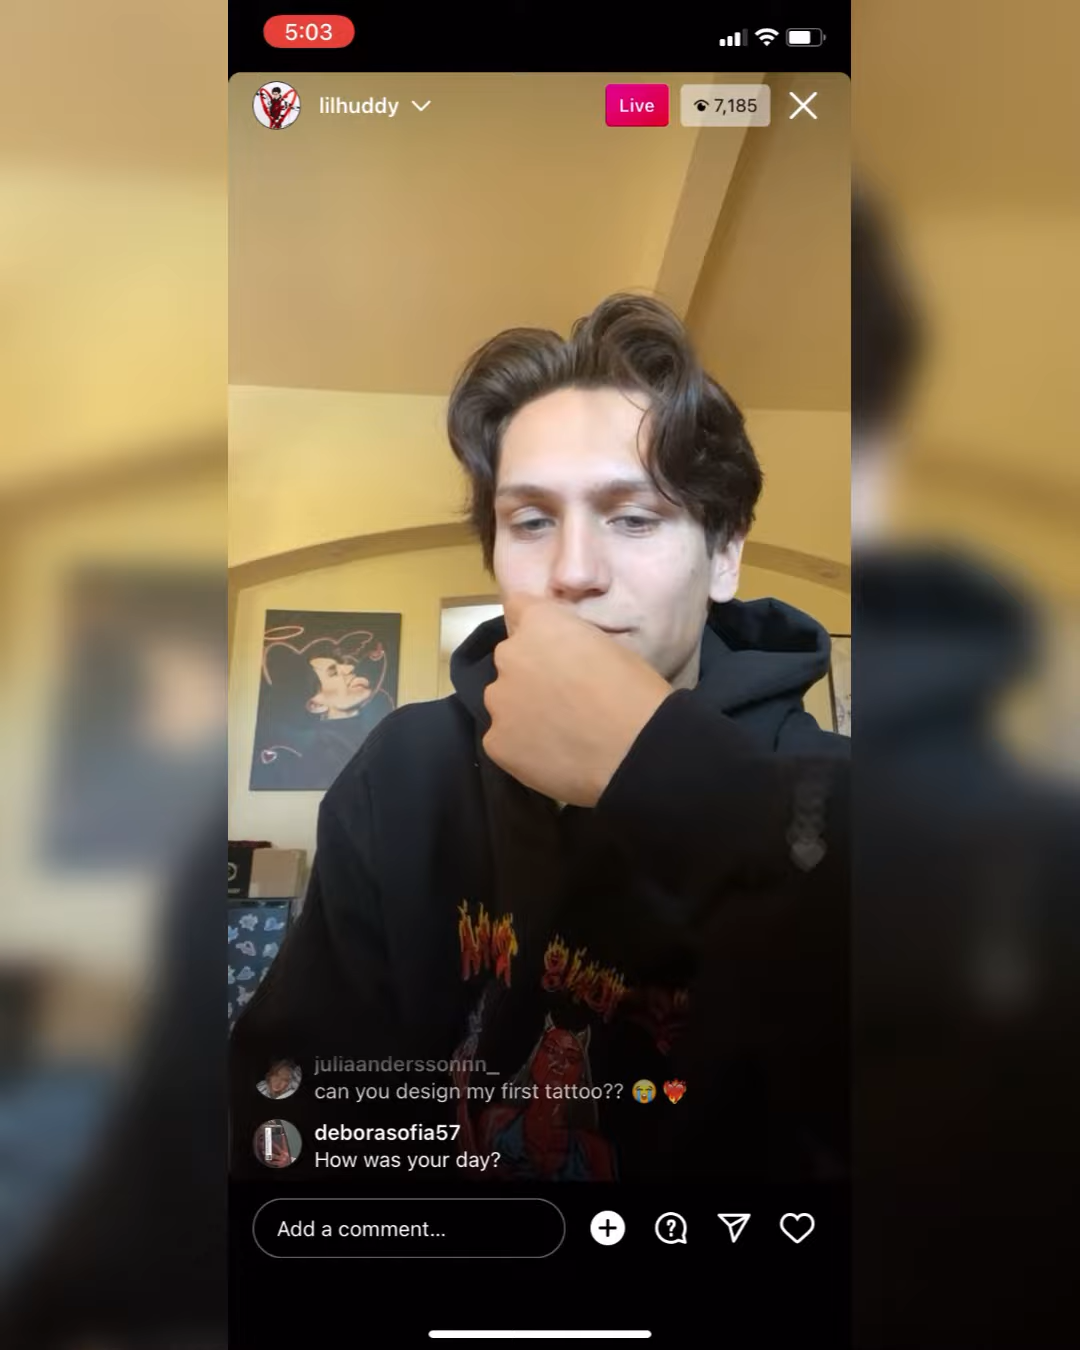 5:03
lilhuddy
Live
7,185
juliaanderssonnn_
can you design my first tattoo?? 😭 ❤️‍🔥
deborasofia57
How was your day?
Add a comment...